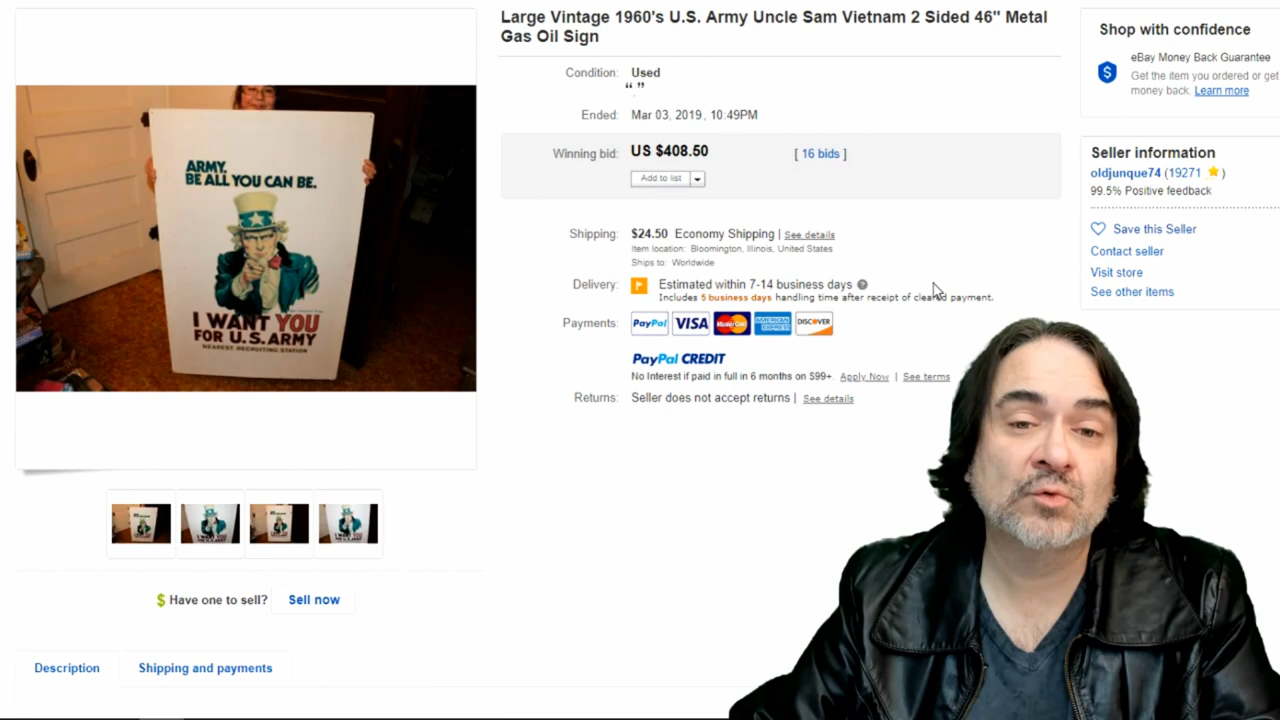 Large Vintage 1960's U.S. Army Uncle Sam Vietnam 2 Sided 46" Metal
Gas Oil Sign
Condition: Used
“ ”
Ended: Mar 03, 2019 , 10:49PM
Winning bid: US $408.50 [ 16 bids ]
Add to list
Shipping: $24.50 Economy Shipping | See details
Item location: Bloomington, Illinois, United States
Ships to: Worldwide
Delivery: Estimated within 7-14 business days ?
Includes 5 business days handling time after receipt of cleared payment.
Payments: PayPal VISA MasterCard AMERICAN EXPRESS DISCOVER
PayPal CREDIT
No Interest if paid in full in 6 months on $99+. Apply Now | See terms
Returns: Seller does not accept returns | See details
Shop with confidence
eBay Money Back Guarantee
Get the item you ordered or get
money back. Learn more
Seller information
oldjunque74 (19271 )
99.5% Positive feedback
Save this Seller
Contact seller
Visit store
See other items
ARMY.
BE ALL YOU CAN BE.
I WANT YOU
FOR U.S. ARMY
NEAREST RECRUITING STATION
$ Have one to sell? Sell now
Description
Shipping and payments